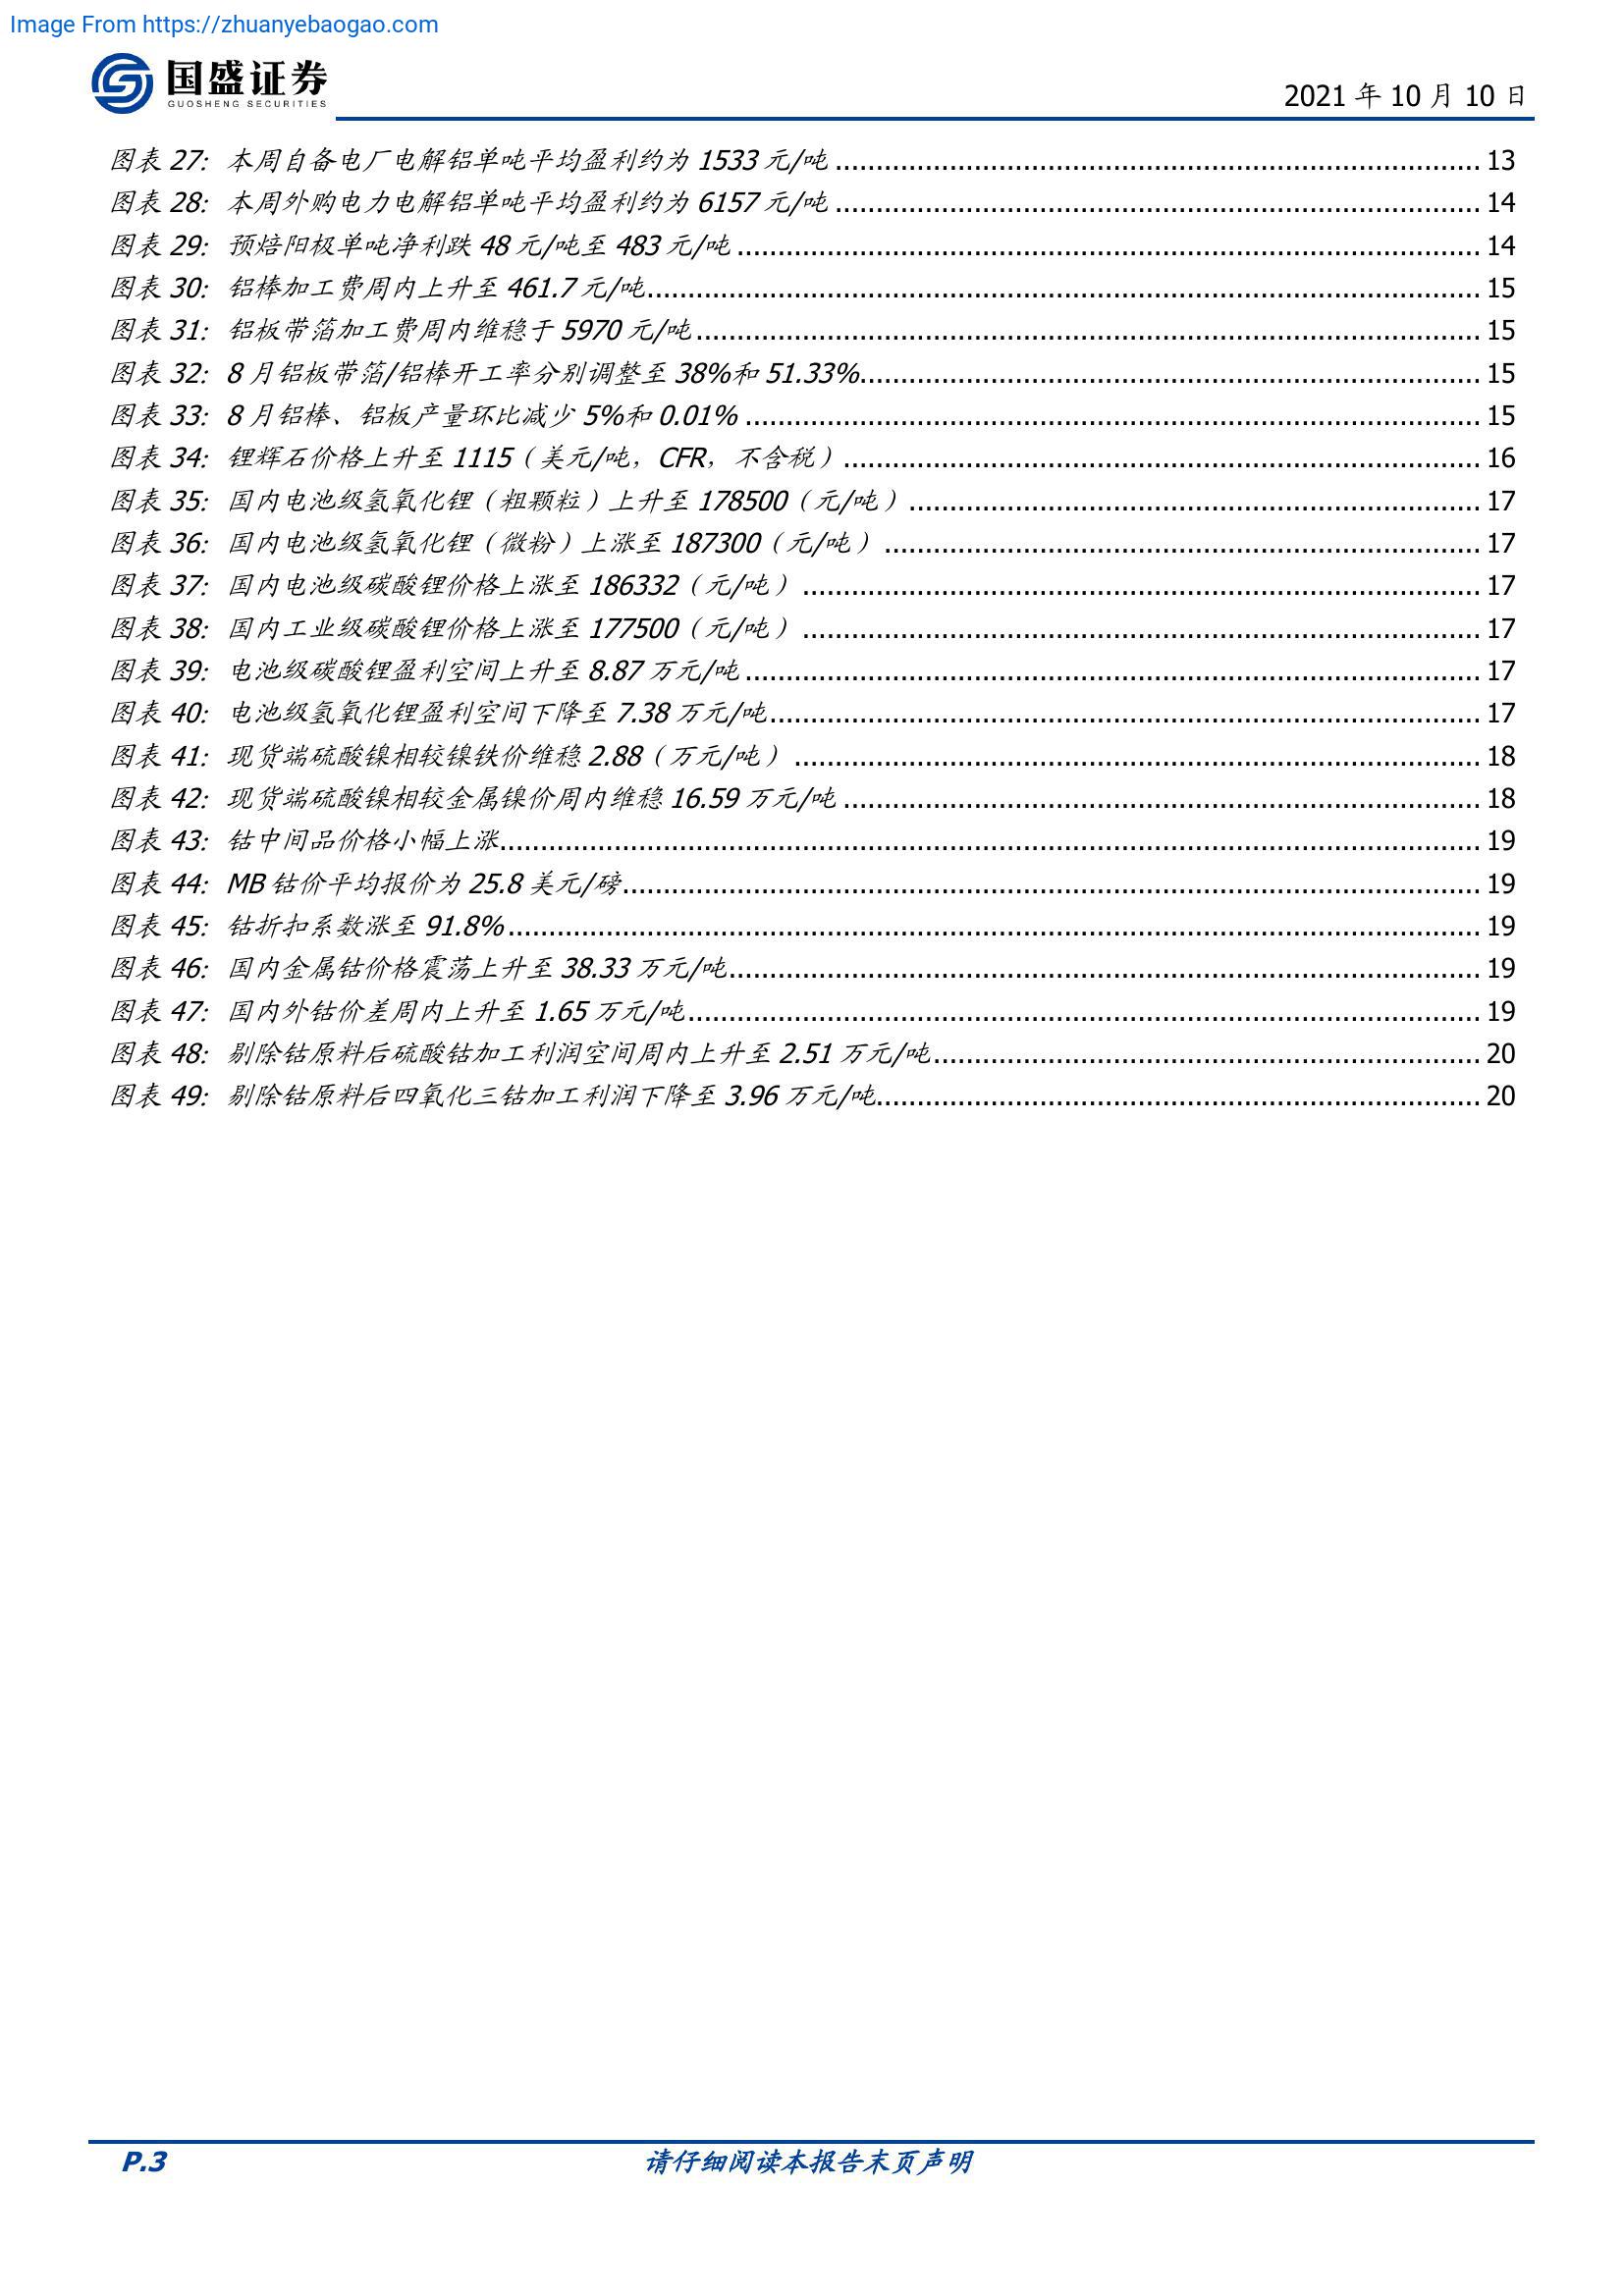 Image From https://zhuanyebaogao.com
国盛证券
GUOSHENG SECURITIES
2021 年 10 月 10 日
图表 27: 本周自备电厂电解铝单吨平均盈利约为 1533 元/吨 ........ 13
图表 28: 本周外购电力电解铝单吨平均盈利约为 6157 元/吨 ........ 14
图表 29: 预焙阳极单吨净利跌 48 元/吨至 483 元/吨 ........ 14
图表 30: 铝棒加工费周内上升至 461.7 元/吨 ........ 15
图表 31: 铝板带箔加工费周内维稳于 5970 元/吨 ........ 15
图表 32: 8 月铝板带箔/铝棒开工率分别调整至 38%和 51.33% ........ 15
图表 33: 8 月铝棒、铝板产量环比减少 5%和 0.01% ........ 15
图表 34: 锂辉石价格上升至 1115（美元/吨，CFR，不含税） ........ 16
图表 35: 国内电池级氢氧化锂（粗颗粒）上升至 178500（元/吨） ........ 17
图表 36: 国内电池级氢氧化锂（微粉）上涨至 187300（元/吨） ........ 17
图表 37: 国内电池级碳酸锂价格上涨至 186332（元/吨） ........ 17
图表 38: 国内工业级碳酸锂价格上涨至 177500（元/吨） ........ 17
图表 39: 电池级碳酸锂盈利空间上升至 8.87 万元/吨 ........ 17
图表 40: 电池级氢氧化锂盈利空间下降至 7.38 万元/吨 ........ 17
图表 41: 现货端硫酸镍相较镍铁价维稳 2.88（万元/吨） ........ 18
图表 42: 现货端硫酸镍相较金属镍价周内维稳 16.59 万元/吨 ........ 18
图表 43: 钴中间品价格小幅上涨 ........ 19
图表 44: MB 钴价平均报价为 25.8 美元/磅 ........ 19
图表 45: 钴折扣系数涨至 91.8% ........ 19
图表 46: 国内金属钴价格震荡上升至 38.33 万元/吨 ........ 19
图表 47: 国内外钴价差周内上升至 1.65 万元/吨 ........ 19
图表 48: 剔除钴原料后硫酸钴加工利润空间周内上升至 2.51 万元/吨 ........ 20
图表 49: 剔除钴原料后四氧化三钴加工利润下降至 3.96 万元/吨 ........ 20
P.3
请仔细阅读本报告末页声明